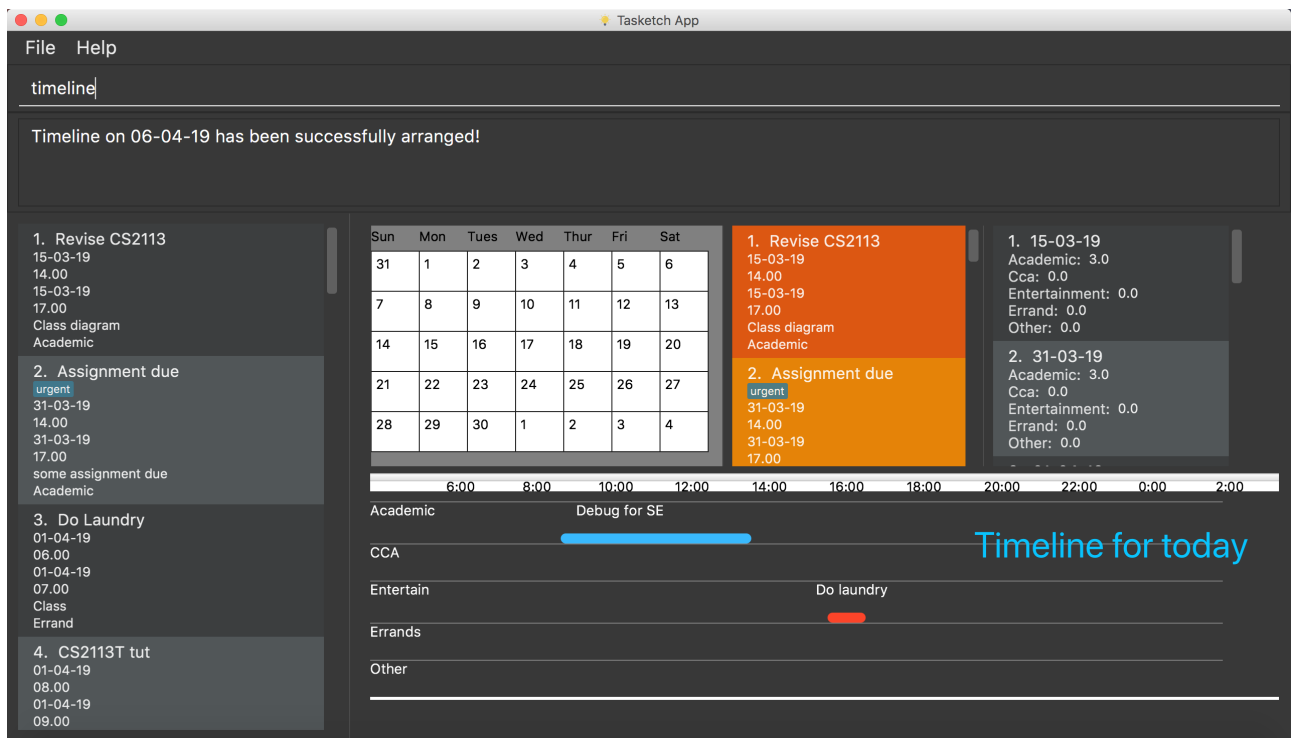 Tasketch App
File Help
timeline
Timeline on 06-04-19 has been successfully arranged!
1. Revise CS2113
15-03-19
14.00
15-03-19
17.00
Class diagram
Academic
2. Assignment due
urgent
31-03-19
14.00
31-03-19
17.00
some assignment due
Academic
3. Do Laundry
01-04-19
06.00
01-04-19
07.00
Class
Errand
4. CS2113T tut
01-04-19
08.00
01-04-19
09.00
Sun Mon Tues Wed Thur Fri Sat
31 1 2 3 4 5 6
7 8 9 10 11 12 13
14 15 16 17 18 19 20
21 22 23 24 25 26 27
28 29 30 1 2 3 4
1. Revise CS2113
15-03-19
14.00
15-03-19
17.00
Class diagram
Academic
2. Assignment due
urgent
31-03-19
14.00
31-03-19
17.00
1. 15-03-19
Academic: 3.0
Cca: 0.0
Entertainment: 0.0
Errand: 0.0
Other: 0.0
2. 31-03-19
Academic: 3.0
Cca: 0.0
Entertainment: 0.0
Errand: 0.0
Other: 0.0
6:00 8:00 10:00 12:00 14:00 16:00 18:00 20:00 22:00 0:00 2:00
Academic Debug for SE
Timeline for today
CCA
Entertain Do laundry
Errands
Other